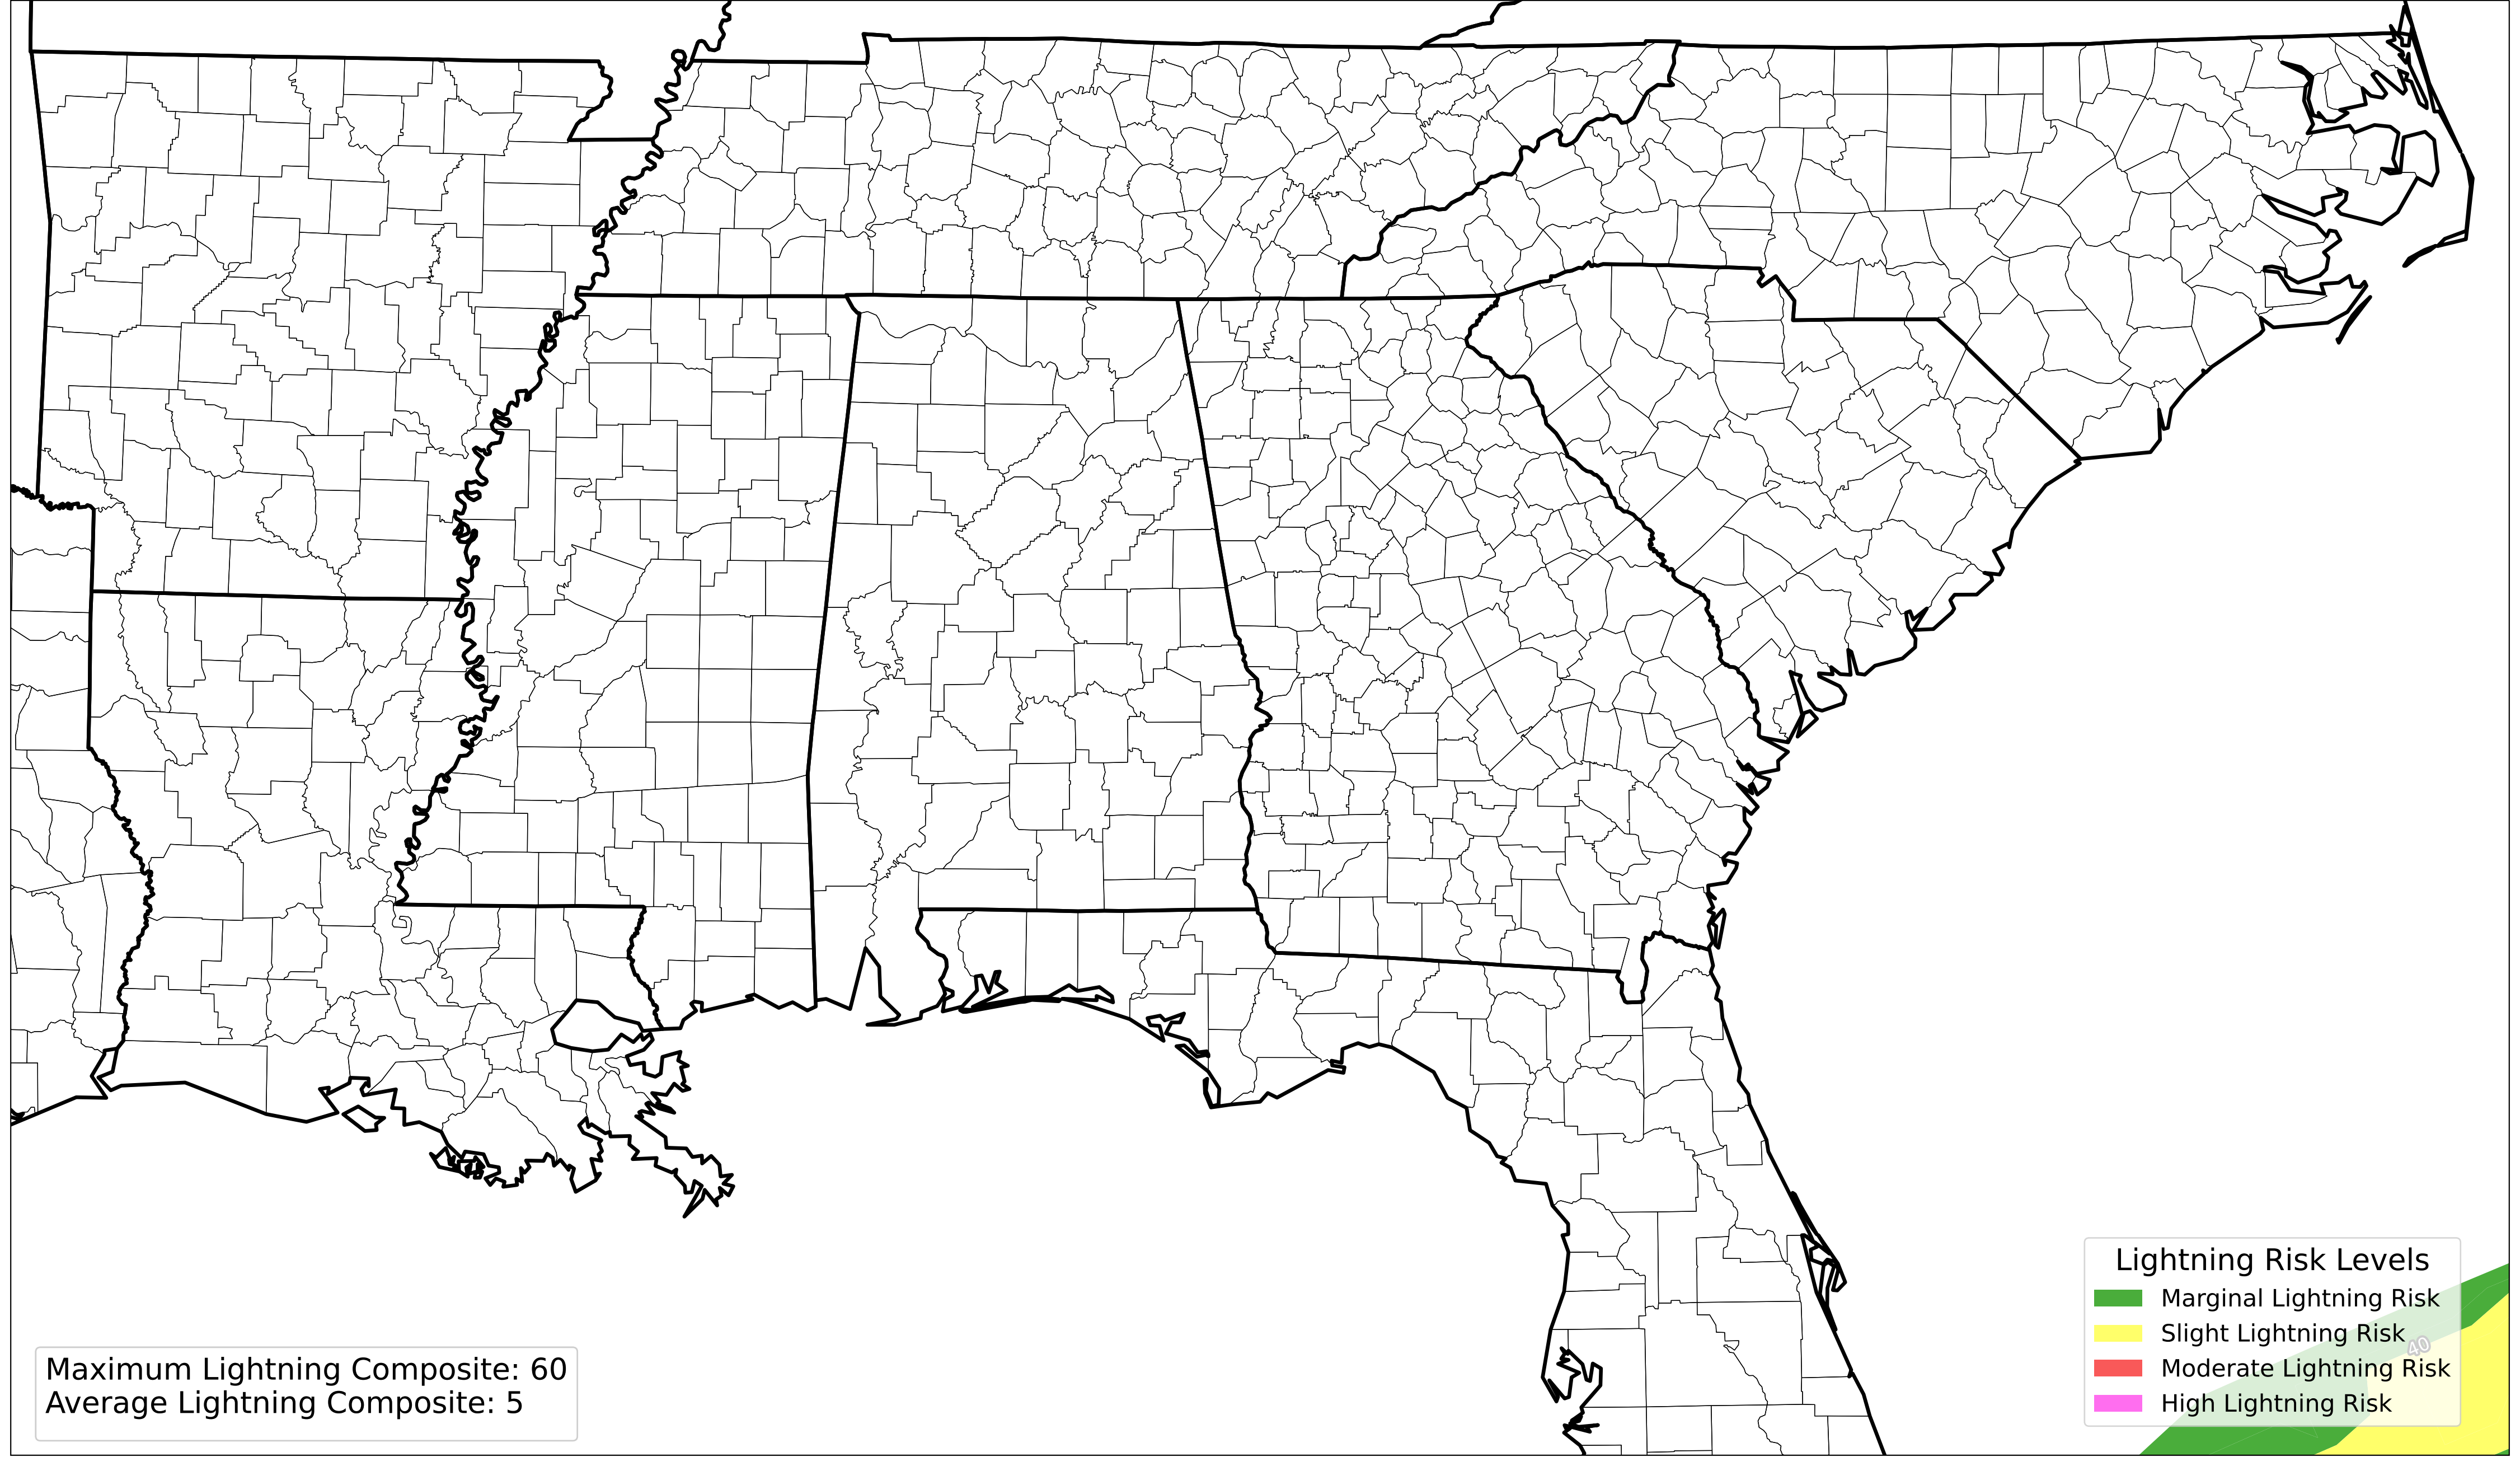 Lightning Risk Levels
Marginal Lightning Risk
Slight Lightning Risk
40
Moderate Lightning Risk
High Lightning Risk
Maximum Lightning Composite: 60
Average Lightning Composite: 5